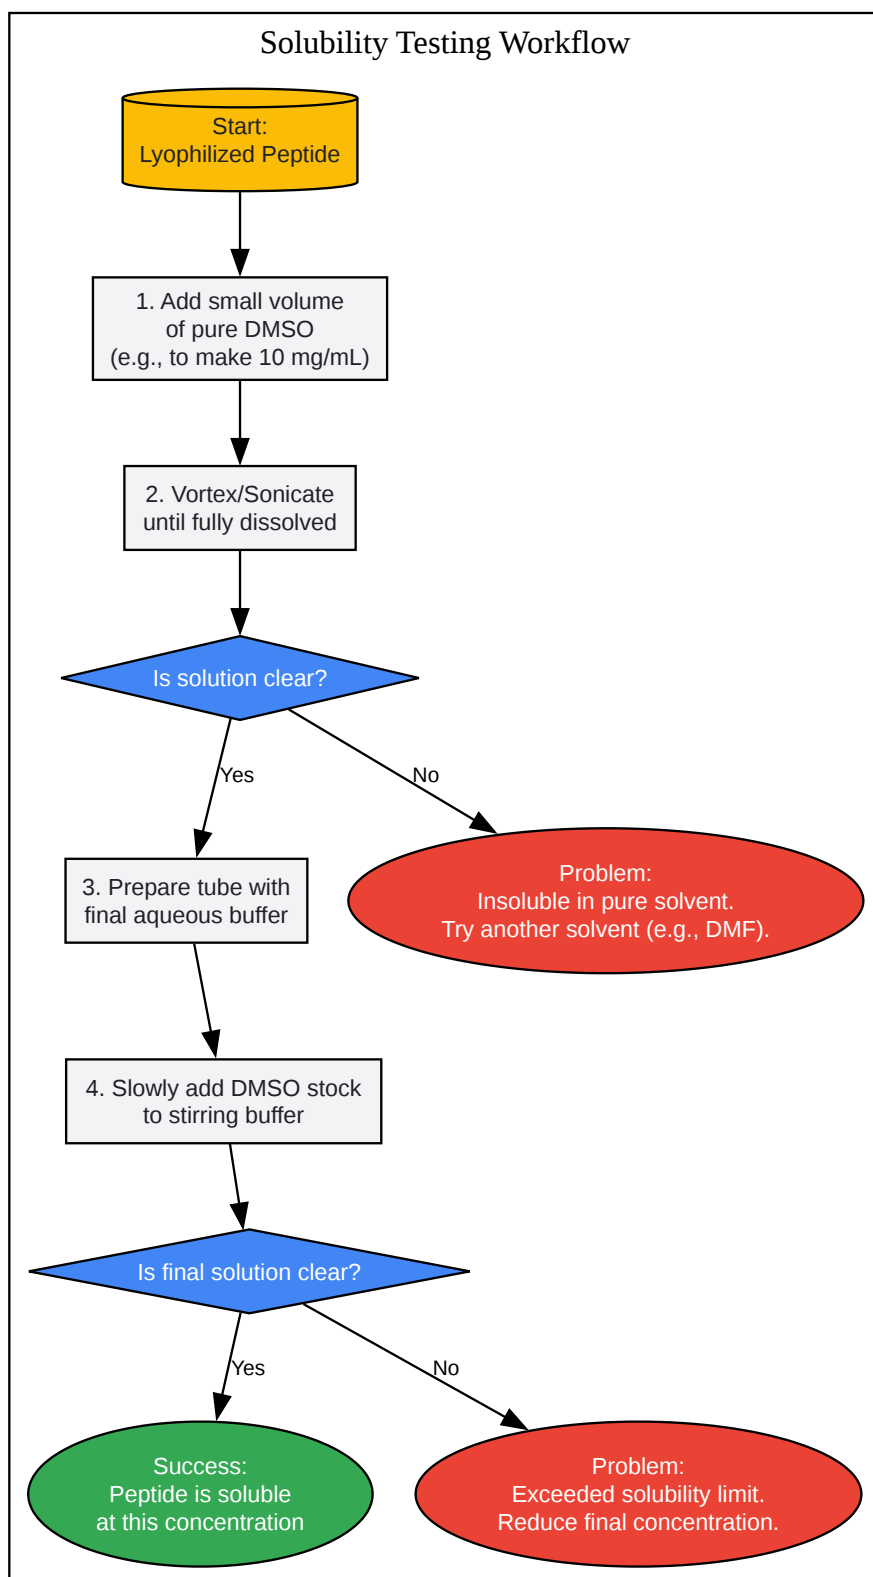 Solubility Testing Workflow
Start:
Lyophilized Peptide
1. Add small volume
of pure DMSO
(e.g., to make 10 mg/mL)
2. Vortex/Sonicate
until fully dissolved
Is solution clear?
Yes
No
3. Prepare tube with
final aqueous buffer
Problem:
Insoluble in pure solvent.
Try another solvent (e.g., DMF).
4. Slowly add DMSO stock
to stirring buffer
Is final solution clear?
Yes
No
Success:
Peptide is soluble
at this concentration
Problem:
Exceeded solubility limit.
Reduce final concentration.